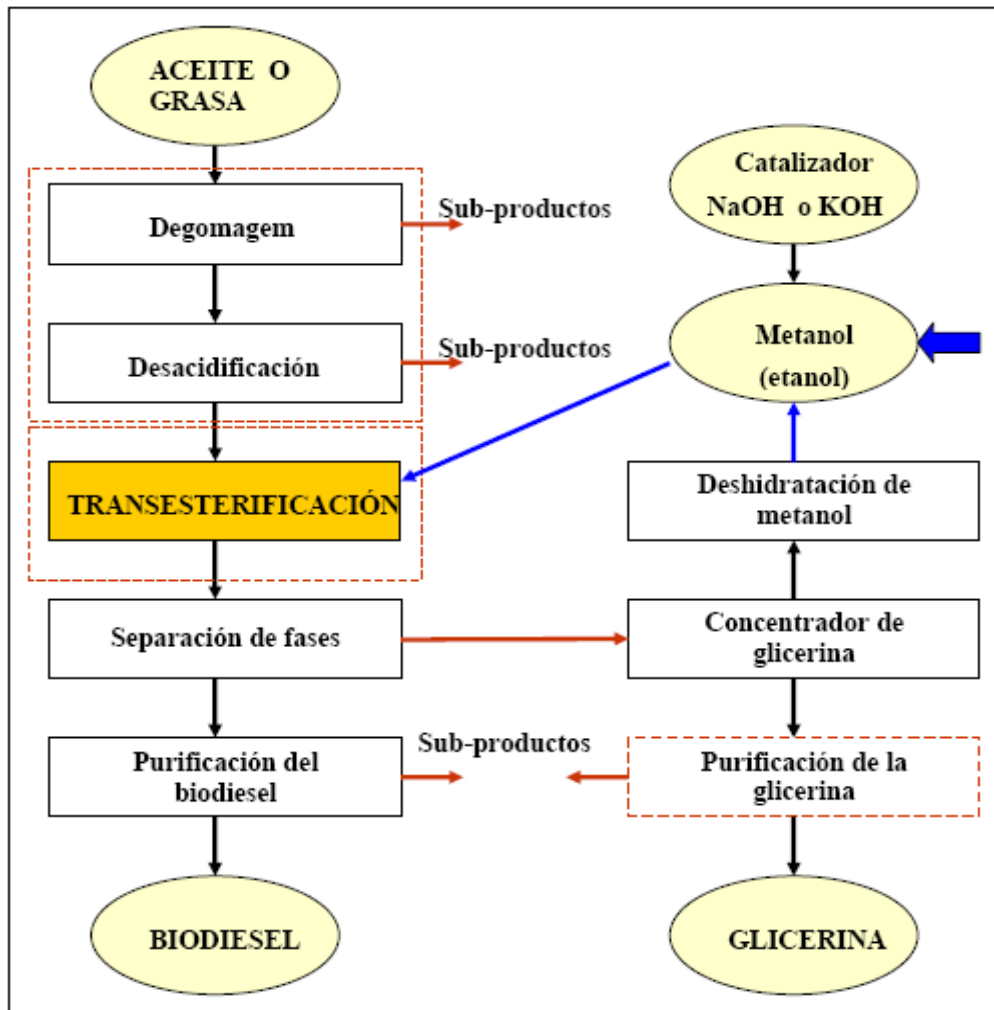 ACEITE O
GRASA
Degomagem
Sub-productos
Desacidificación
Sub-productos
TRANSESTERIFICACIÓN
Separación de fases
Purificación del
biodiesel
Sub-productos
BIODIESEL
Catalizador
NaOH o KOH
Metanol
(etanol)
Deshidratación de
metanol
Concentrador de
glicerina
Purificación de la
glicerina
GLICERINA